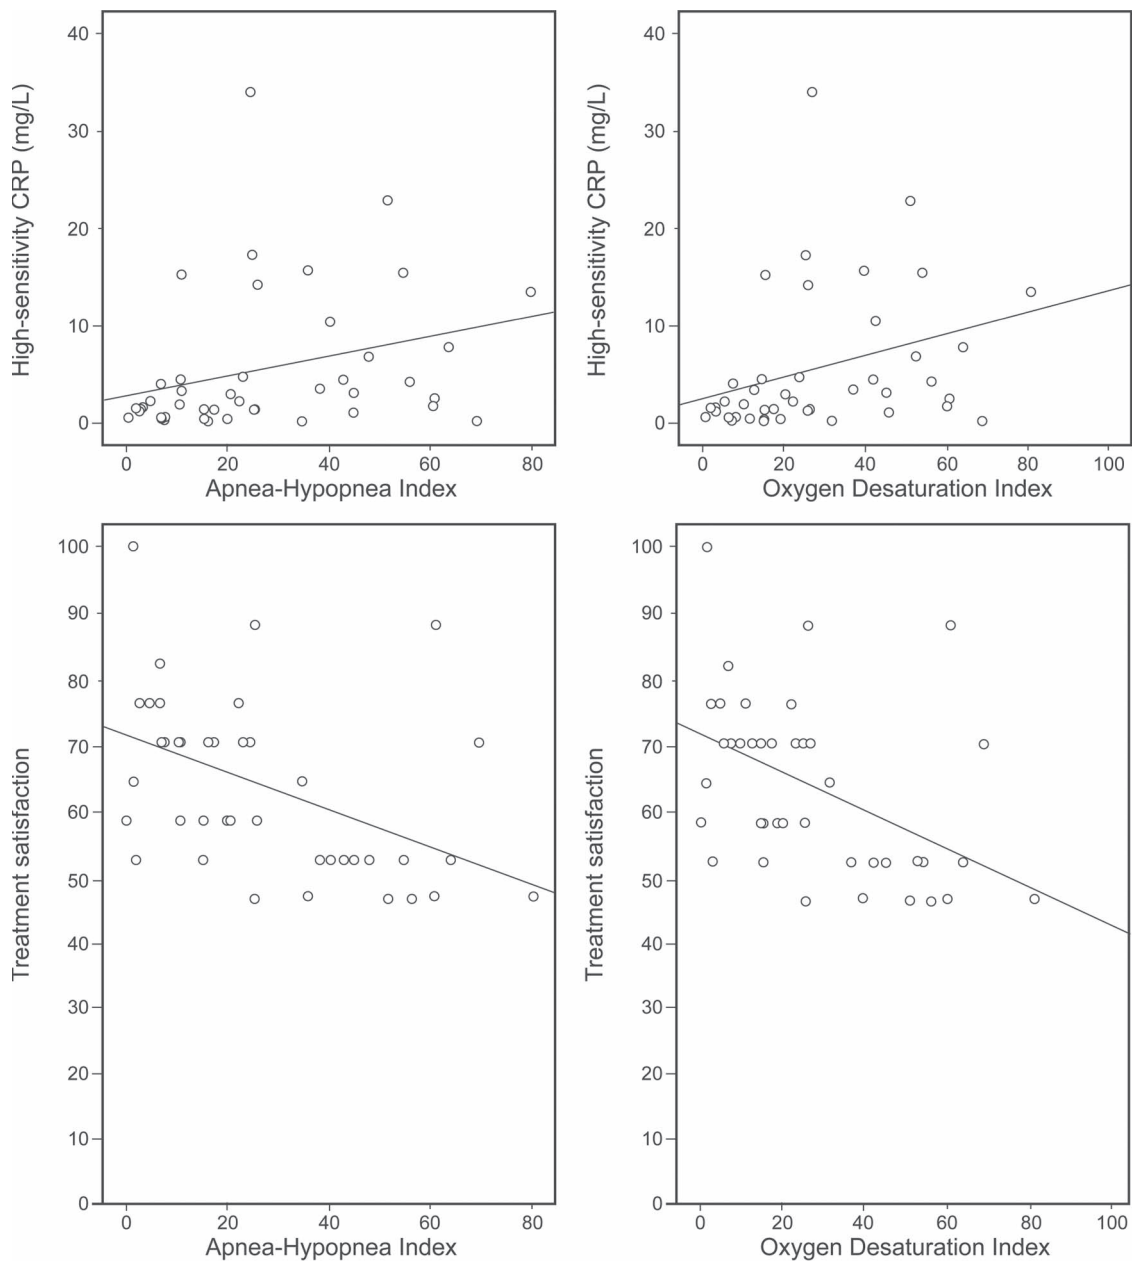 High-sensitivity CRP (mg/L)
40
30
20
10
0
0 20 40 60 80
Apnea-Hypopnea Index
High-sensitivity CRP (mg/L)
40
30
20
10
0
0 20 40 60 80 100
Oxygen Desaturation Index
Treatment satisfaction
100
90
80
70
60
50
40
30
20
10
0
0 20 40 60 80
Apnea-Hypopnea Index
Treatment satisfaction
100
90
80
70
60
50
40
30
20
10
0
0 20 40 60 80 100
Oxygen Desaturation Index